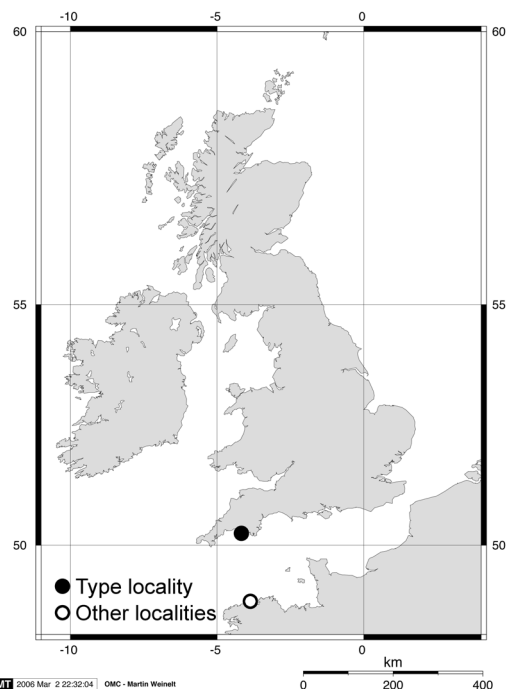 -10 -5 0
60 60
55 55
50 50
Type locality
Other localities
-10 -5 0
km
0 200 400
2006 Mar 2 22:32:04 OMC - Martin Weinelt